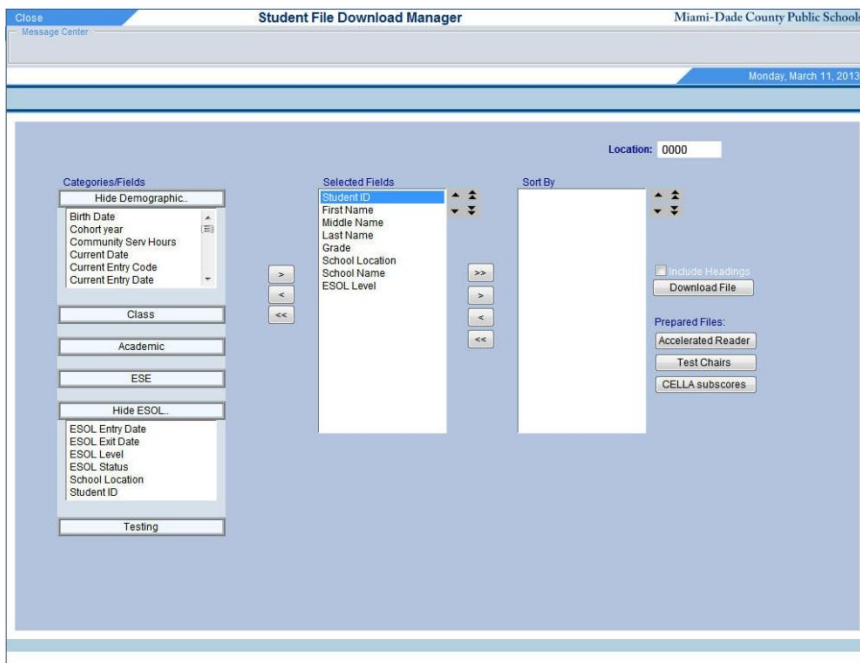 Close
Student File Download Manager
Miami-Dade County Public Schools
Message Center
Monday, March 11, 2013
Location: 0000
Categories/Fields
Hide Demographic..
Birth Date
Cohort year
Community Serv Hours
Current Date
Current Entry Code
Current Entry Date
Class
Academic
ESE
Hide ESOL..
ESOL Entry Date
ESOL Exit Date
ESOL Level
ESOL Status
School Location
Student ID
Testing
>
<
<<
Selected Fields
Student ID
First Name
Middle Name
Last Name
Grade
School Location
School Name
ESOL Level
>>
>
<
<<
Sort By
Include Headings
Download File
Prepared Files:
Accelerated Reader
Test Chairs
CELLA subscores